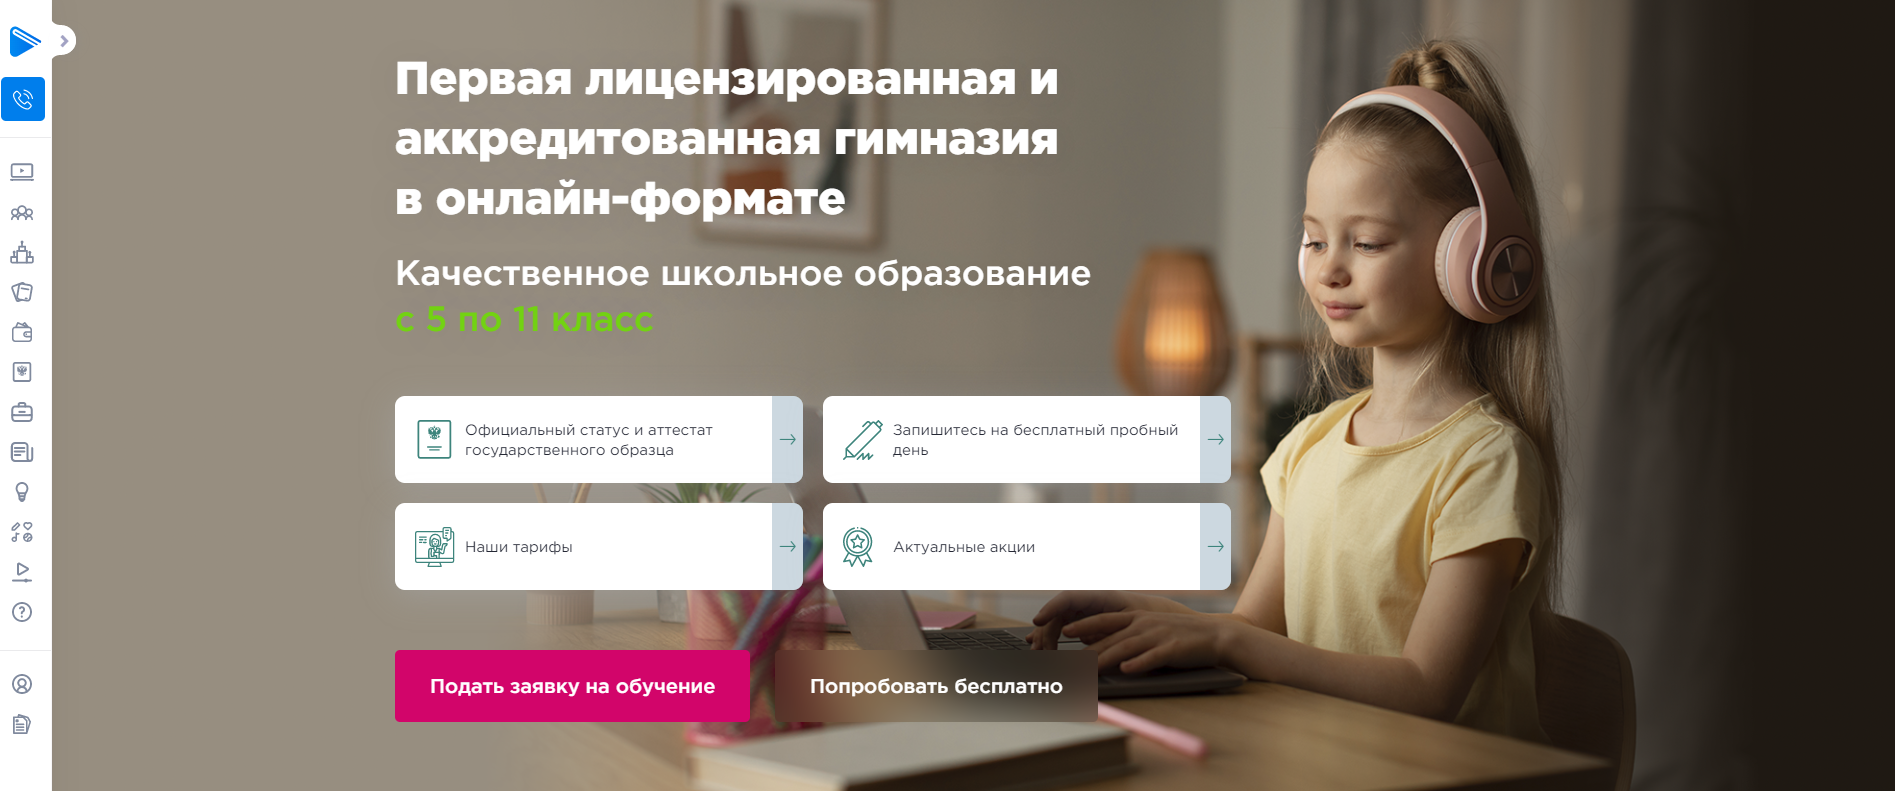 Первая лицензированная и
аккредитованная гимназия
в онлайн-формате
Качественное школьное образование
с 5 по 11 класс
Официальный статус и аттестат
государственного образца
Запишитесь на бесплатный пробный
день
Наши тарифы
Актуальные акции
Подать заявку на обучение
Попробовать бесплатно